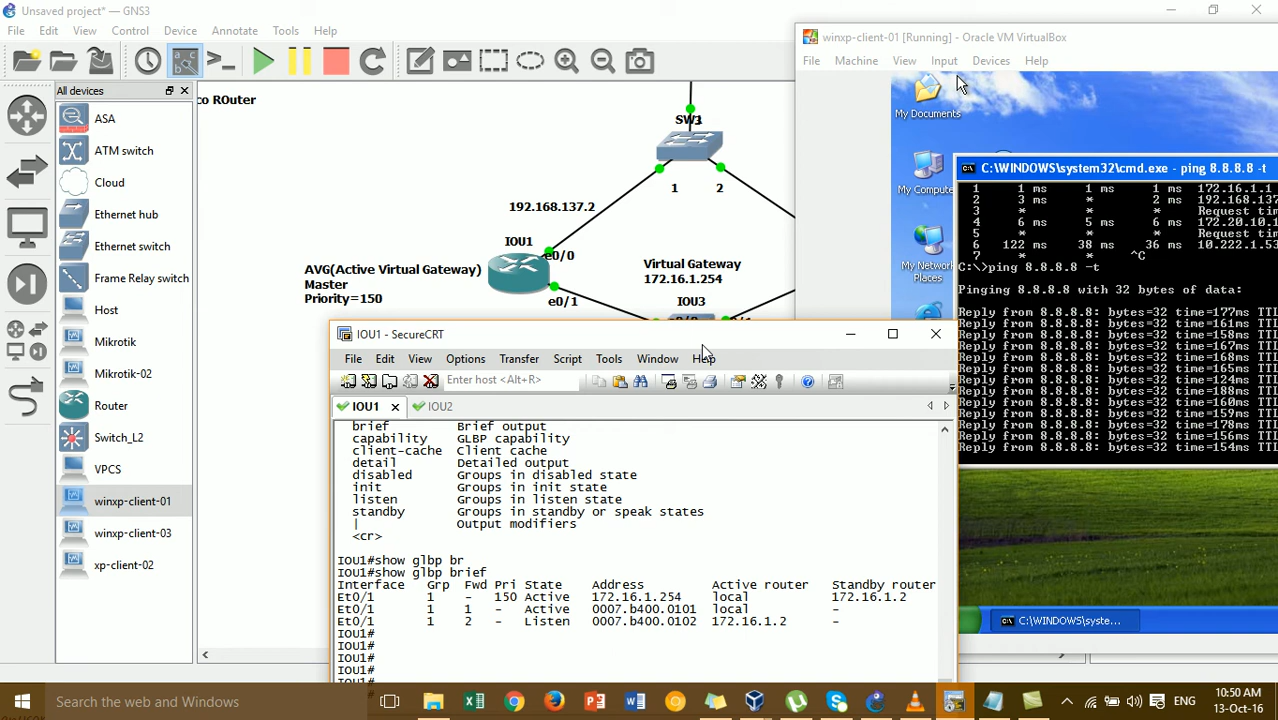 Unsaved project* — GNS3
File Edit View Control Device Annotate Tools Help
All devices
ASA
ATM switch
Cloud
Ethernet hub
Ethernet switch
Frame Relay switch
Host
Mikrotik
Mikrotik-02
Router
Switch_L2
VPCS
winxp-client-01
winxp-client-03
xp-client-02
co ROuter
1 2
192.168.137.2
IOU1
e0/0
AVG(Active Virtual Gateway)
Master
Priority=150
e0/1
Virtual Gateway
172.16.1.254
IOU3
winxp-client-01 [Running] - Oracle VM VirtualBox
File Machine View Input Devices Help
My Documents
My Compute
My Network
Places
C:\WINDOWS\system32\cmd.exe - ping 8.8.8.8 -t
1 1 ms 1 ms 1 ms 172.16.1.1
2 3 ms * 2 ms 192.168.137
3 * * * Request tim
4 6 ms 5 ms 6 ms 172.20.10.1
5 * * * Request tim
6 122 ms 38 ms 36 ms 10.222.1.53
7 * * ^C
C:\>ping 8.8.8.8 -t
Pinging 8.8.8.8 with 32 bytes of data:
Reply from 8.8.8.8: bytes=32 time=177ms TTL
Reply from 8.8.8.8: bytes=32 time=161ms TTL
Reply from 8.8.8.8: bytes=32 time=158ms TTL
Reply from 8.8.8.8: bytes=32 time=167ms TTL
Reply from 8.8.8.8: bytes=32 time=168ms TTL
Reply from 8.8.8.8: bytes=32 time=165ms TTL
Reply from 8.8.8.8: bytes=32 time=124ms TTL
Reply from 8.8.8.8: bytes=32 time=188ms TTL
Reply from 8.8.8.8: bytes=32 time=160ms TTL
Reply from 8.8.8.8: bytes=32 time=159ms TTL
Reply from 8.8.8.8: bytes=32 time=178ms TTL
Reply from 8.8.8.8: bytes=32 time=156ms TTL
Reply from 8.8.8.8: bytes=32 time=154ms TTL
C:\WINDOWS\syste...
IOU1 - SecureCRT
File Edit View Options Transfer Script Tools Window Help
Enter host <Alt+R>
IOU1 IOU2
brief Brief output
capability GLBP capability
client-cache Client cache
detail Detailed output
disabled Groups in disabled state
init Groups in init state
listen Groups in listen state
standby Groups in standby or speak states
| Output modifiers
<cr>
IOU1#show glbp br
IOU1#show glbp brief
Interface Grp Fwd Pri State Address Active router Standby router
Et0/1 1 - 150 Active 172.16.1.254 local 172.16.1.2
Et0/1 1 1 - Active 0007.b400.0101 local -
Et0/1 1 2 - Listen 0007.b400.0102 172.16.1.2 -
IOU1#
IOU1#
IOU1#
IOU1#
IOU1#
Search the web and Windows
ENG
10:50 AM
13-Oct-16